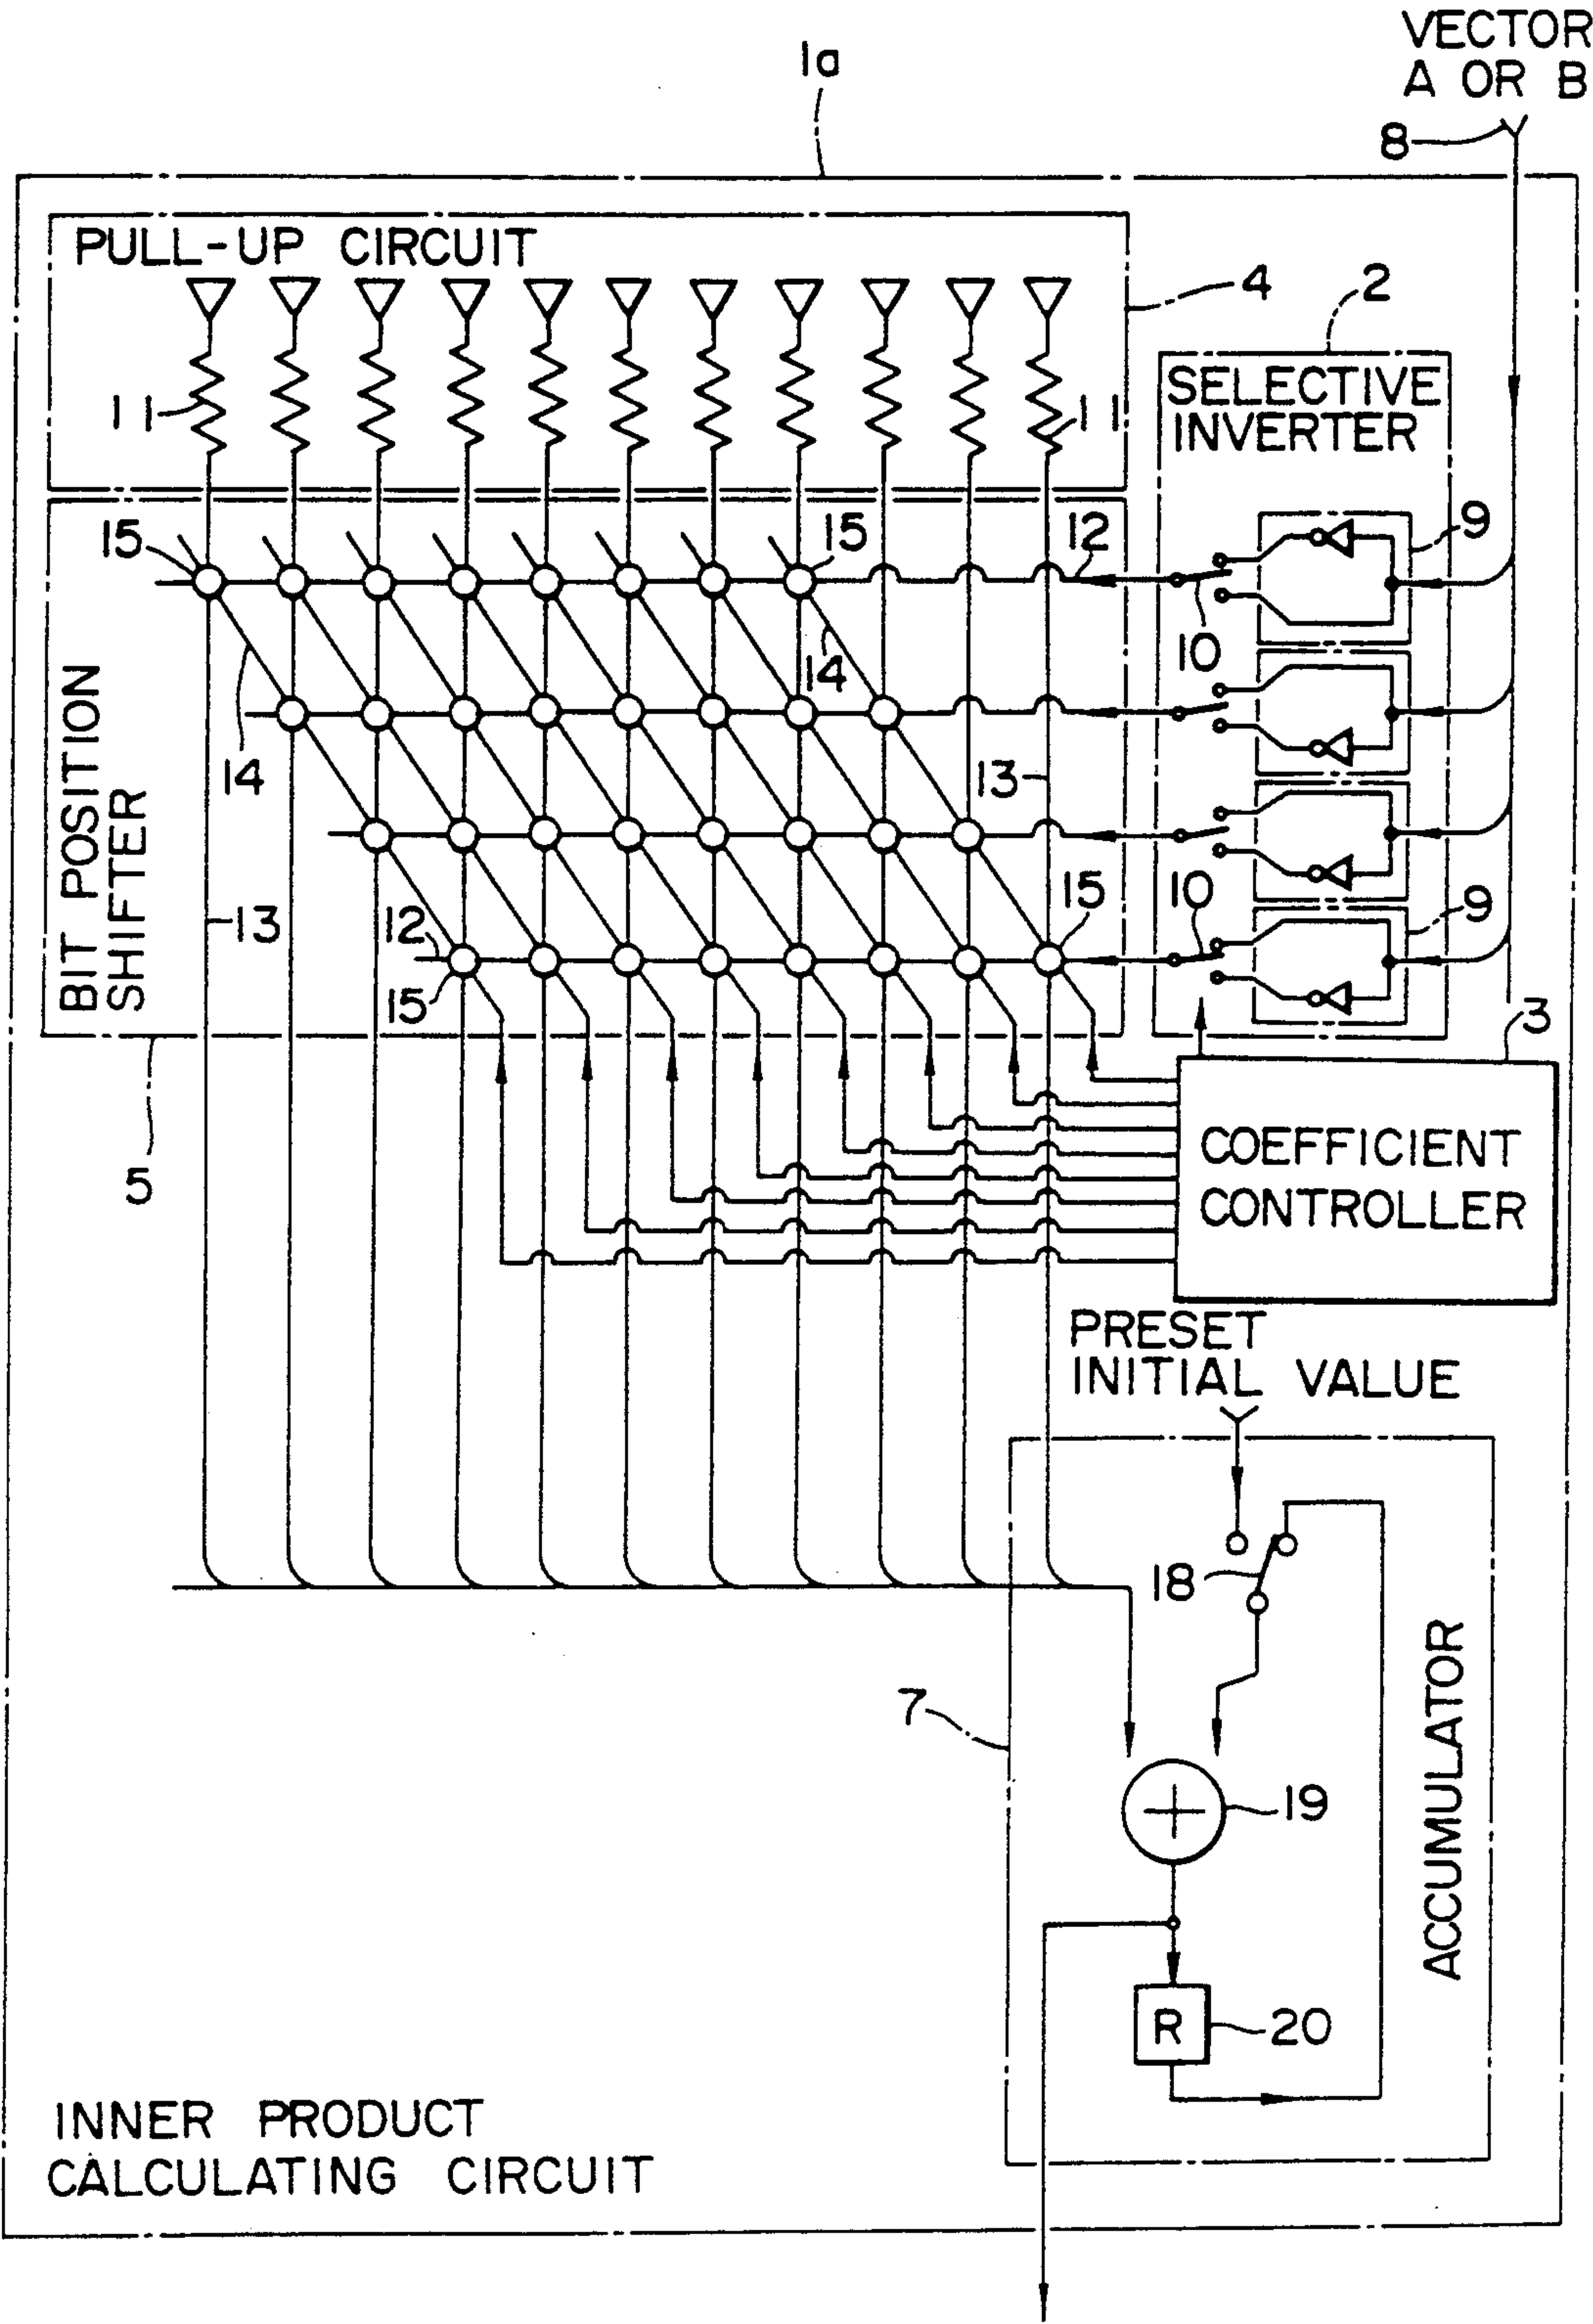 VECTOR
A OR B
1a
8
PULL-UP CIRCUIT
4
2
11
11
SELECTIVE
INVERTER
15
15
12
9
14
10
BIT POSITION
SHIFTER
14
13
13
12
15
10
9
15
3
5
COEFFICIENT
CONTROLLER
PRESET
INITIAL VALUE
18
7
ACCUMULATOR
19
R
20
INNER PRODUCT
CALCULATING CIRCUIT